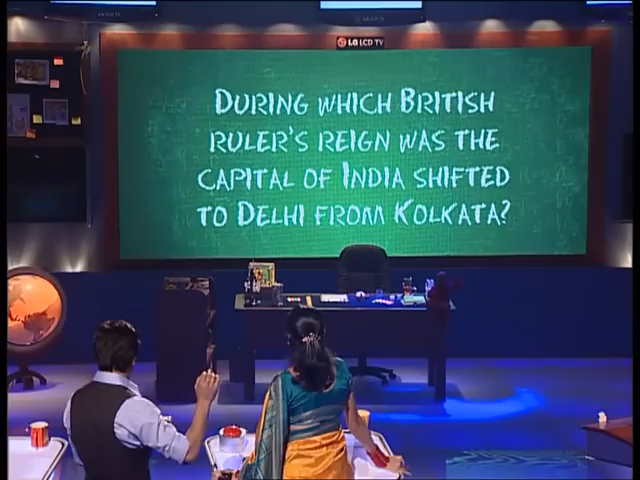 LG LCD TV
DURING WHICH BRITISH
RULER'S REIGN WAS THE
CAPITAL OF INDIA SHIFTED
TO DELHI FROM KOLKATA?